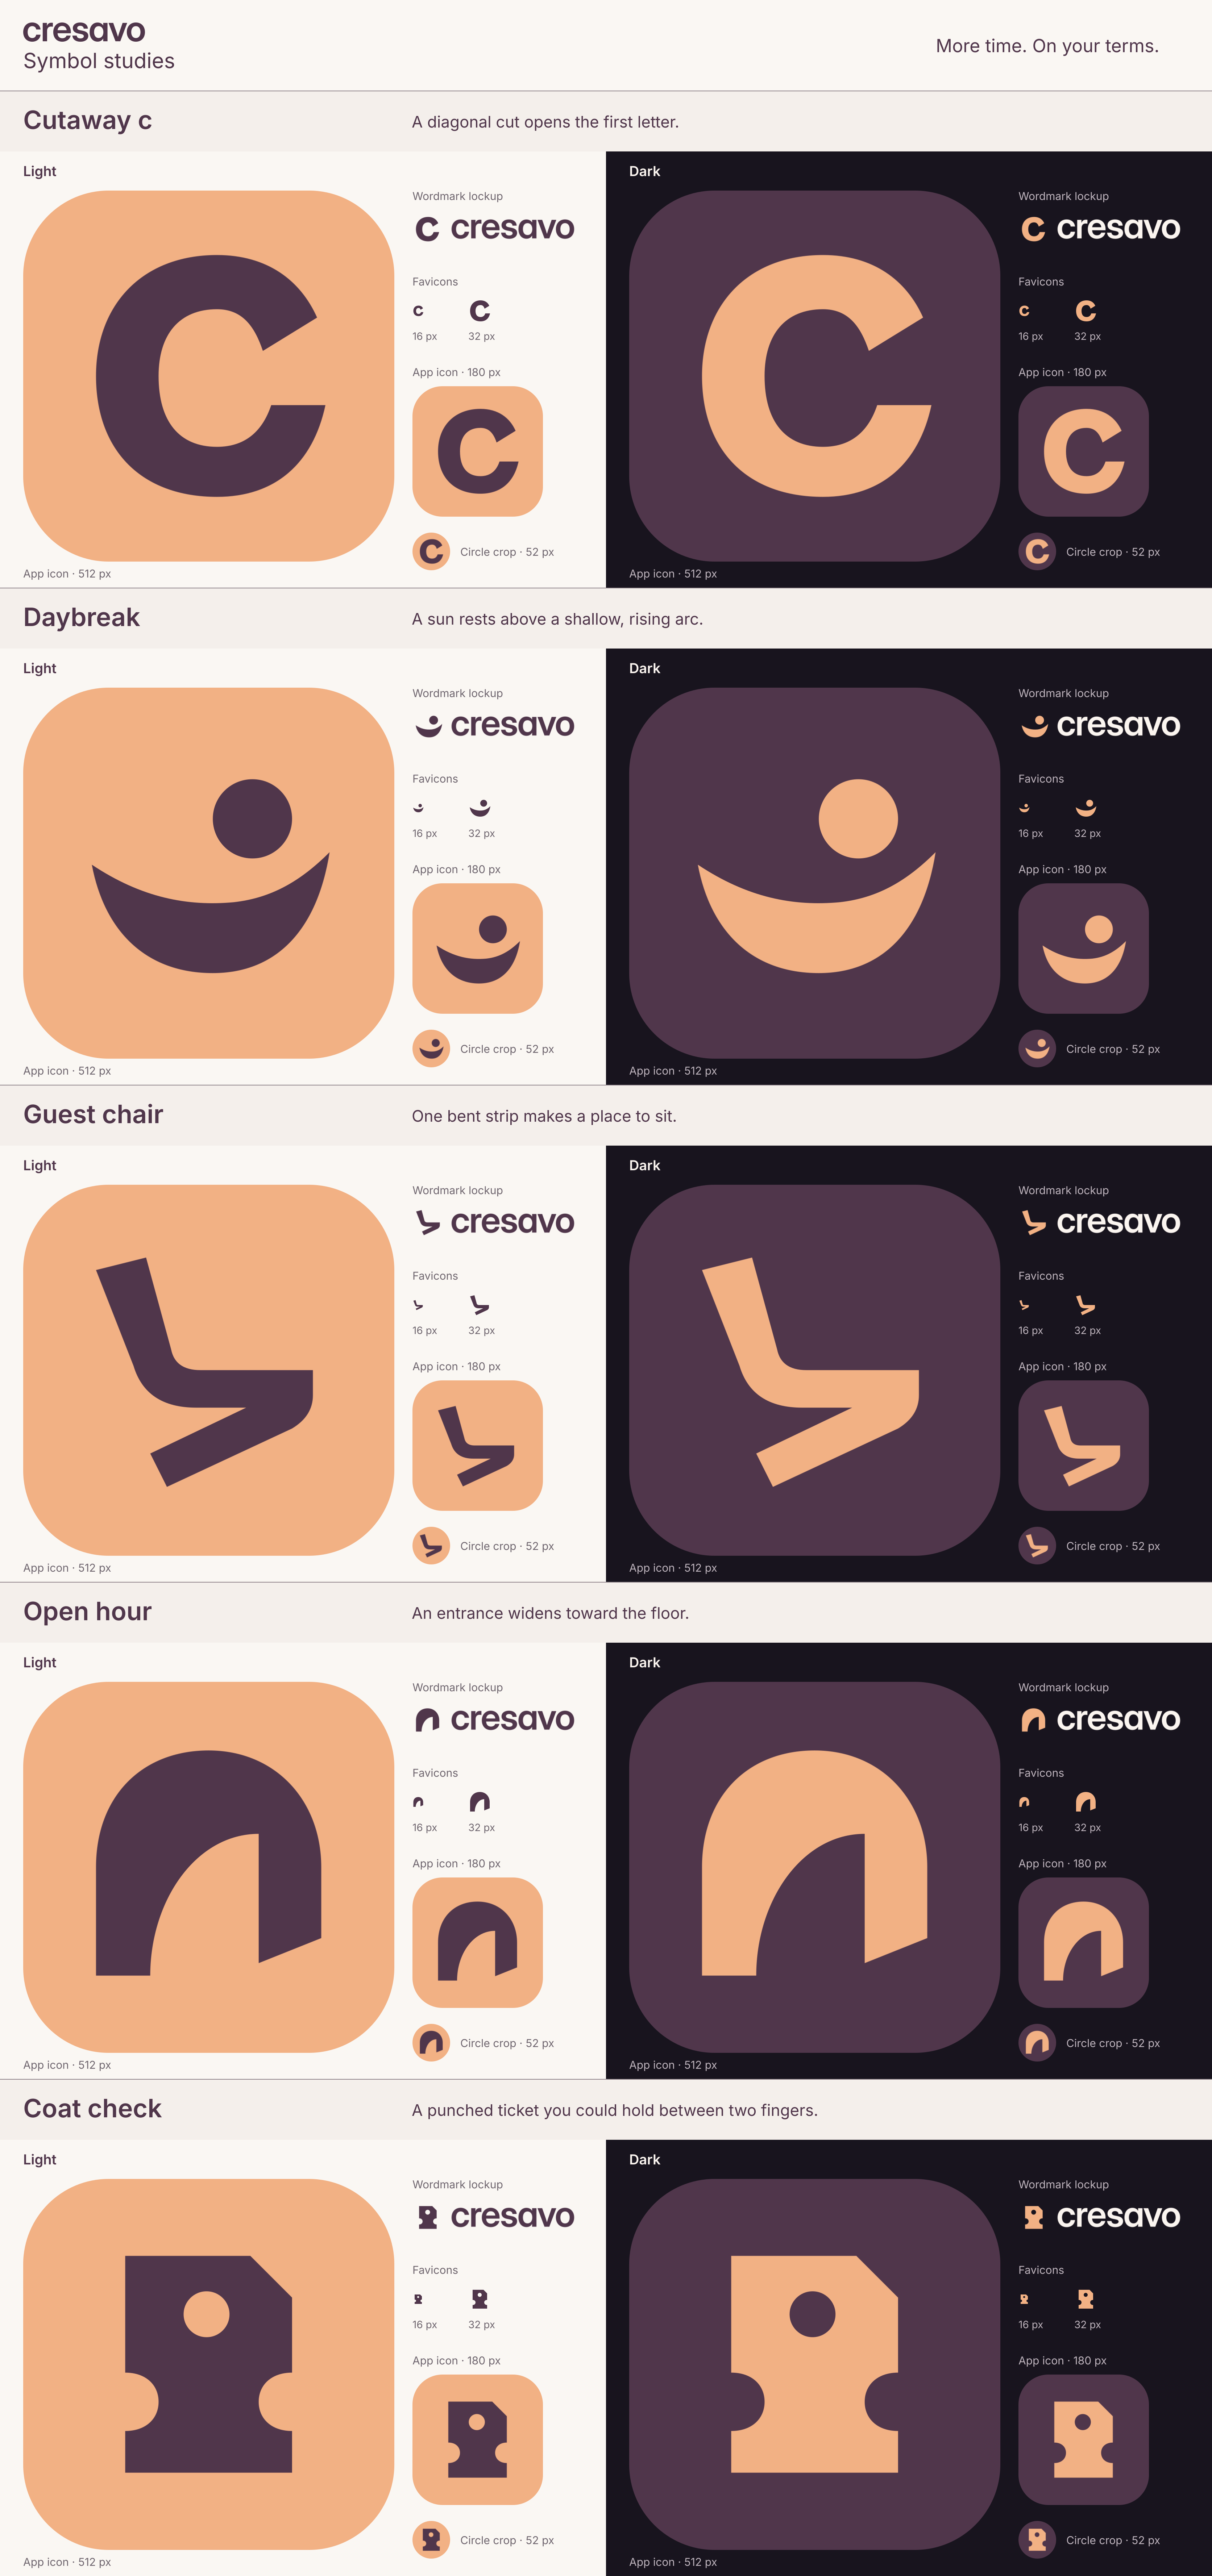 cresavo
Symbol studies
More time. On your terms.
Cutaway c
A diagonal cut opens the first letter.
Light
Wordmark lockup
c cresavo
Favicons
c c
16 px 32 px
App icon · 180 px
Circle crop · 52 px
App icon · 512 px
Dark
Wordmark lockup
c cresavo
Favicons
c c
16 px 32 px
App icon · 180 px
Circle crop · 52 px
App icon · 512 px
Daybreak
A sun rests above a shallow, rising arc.
Light
Wordmark lockup
cresavo
Favicons
16 px 32 px
App icon · 180 px
Circle crop · 52 px
App icon · 512 px
Dark
Wordmark lockup
cresavo
Favicons
16 px 32 px
App icon · 180 px
Circle crop · 52 px
App icon · 512 px
Guest chair
One bent strip makes a place to sit.
Light
Wordmark lockup
cresavo
Favicons
16 px 32 px
App icon · 180 px
Circle crop · 52 px
App icon · 512 px
Dark
Wordmark lockup
cresavo
Favicons
16 px 32 px
App icon · 180 px
Circle crop · 52 px
App icon · 512 px
Open hour
An entrance widens toward the floor.
Light
Wordmark lockup
cresavo
Favicons
16 px 32 px
App icon · 180 px
Circle crop · 52 px
App icon · 512 px
Dark
Wordmark lockup
cresavo
Favicons
16 px 32 px
App icon · 180 px
Circle crop · 52 px
App icon · 512 px
Coat check
A punched ticket you could hold between two fingers.
Light
Wordmark lockup
cresavo
Favicons
16 px 32 px
App icon · 180 px
Circle crop · 52 px
App icon · 512 px
Dark
Wordmark lockup
cresavo
Favicons
16 px 32 px
App icon · 180 px
Circle crop · 52 px
App icon · 512 px